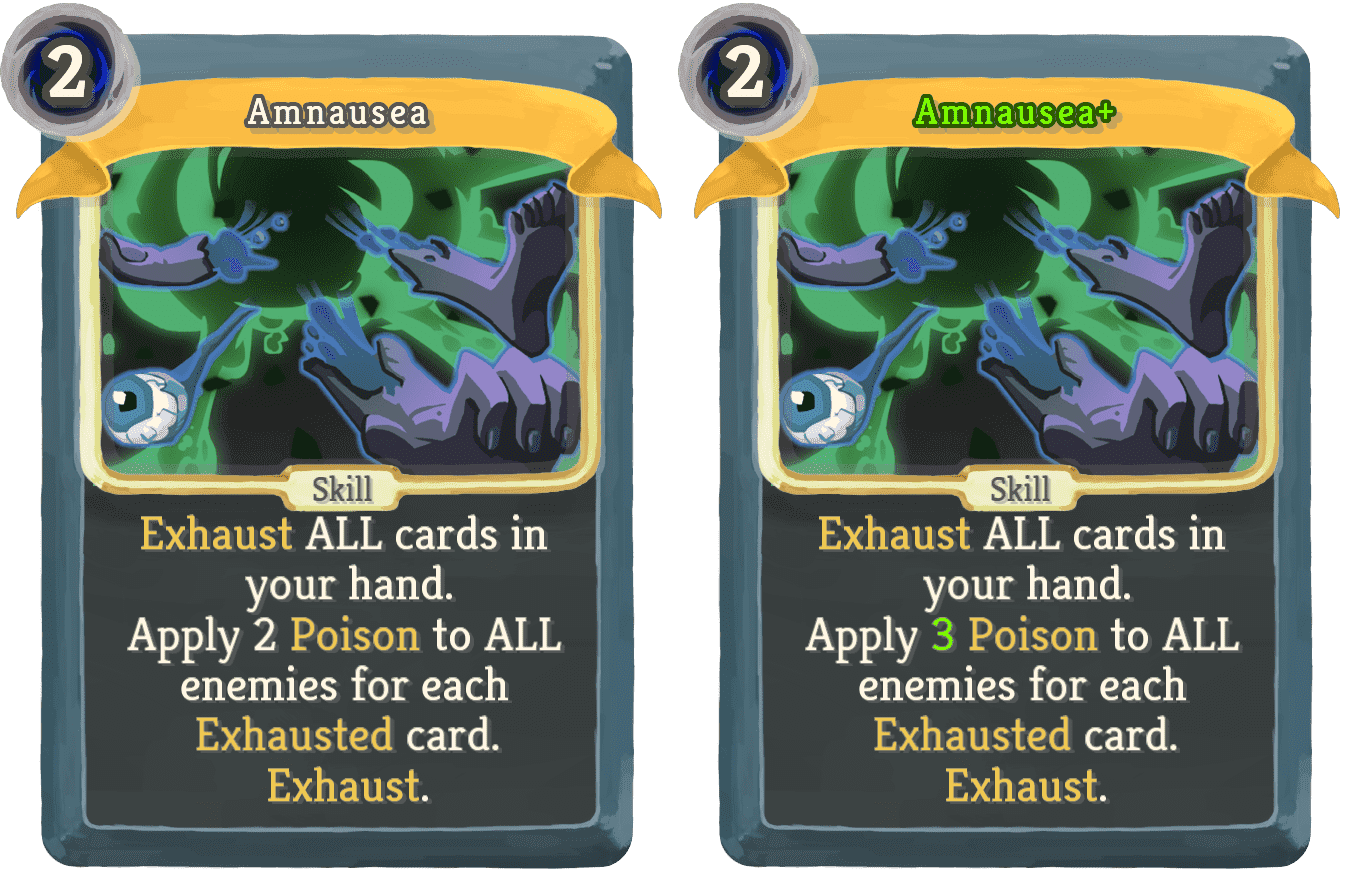 2
Amnausea
Skill
Exhaust ALL cards in
your hand.
Apply 2 Poison to ALL
enemies for each
Exhausted card.
Exhaust.
2
Amnausea+
Skill
Exhaust ALL cards in
your hand.
Apply 3 Poison to ALL
enemies for each
Exhausted card.
Exhaust.